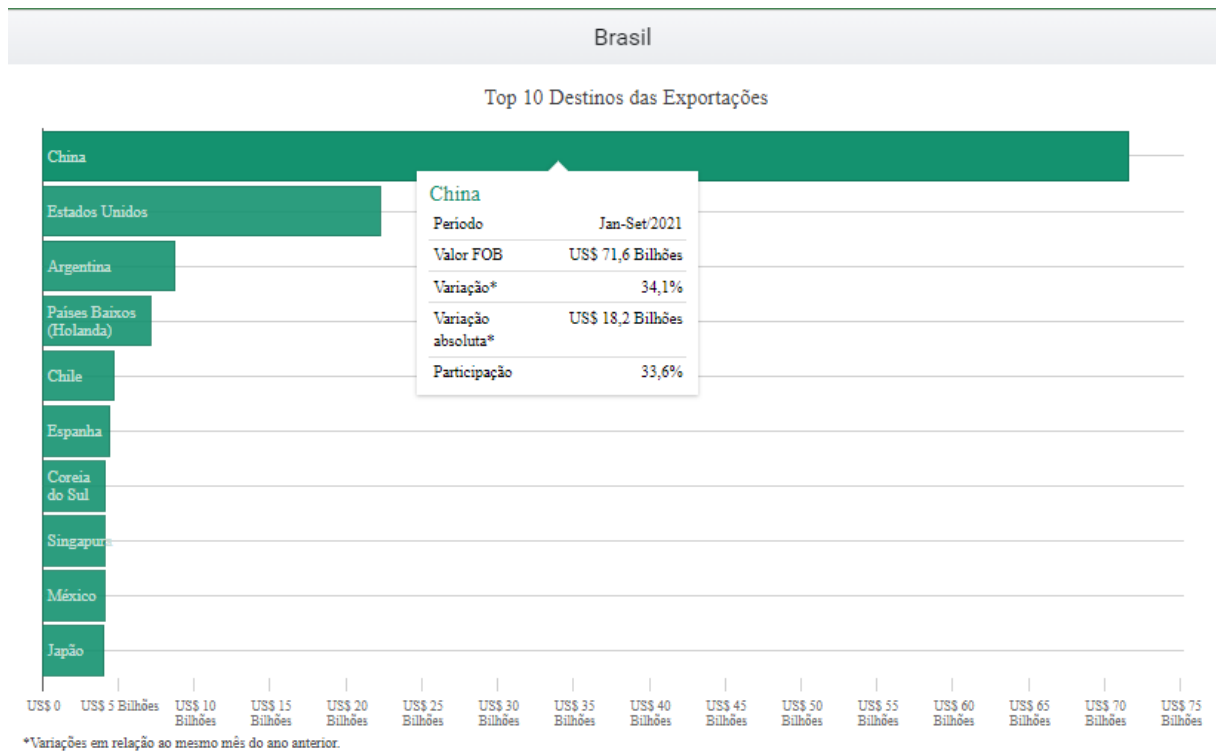 Brasil
Top 10 Destinos das Exportações
China
Estados Unidos
Argentina
Países Baixos
(Holanda)
Chile
Espanha
Coreia
do Sul
Singapura
México
Japão
China
Período Jan-Set/2021
Valor FOB US$ 71,6 Bilhões
Variação* 34,1%
Variação US$ 18,2 Bilhões
absoluta*
Participação 33,6%
US$ 0 US$ 5 Bilhões US$ 10 US$ 15 US$ 20 US$ 25 US$ 30 US$ 35 US$ 40 US$ 45 US$ 50 US$ 55 US$ 60 US$ 65 US$ 70 US$ 75
Bilhões Bilhões Bilhões Bilhões Bilhões Bilhões Bilhões Bilhões Bilhões Bilhões Bilhões Bilhões Bilhões Bilhões
*Variações em relação ao mesmo mês do ano anterior.